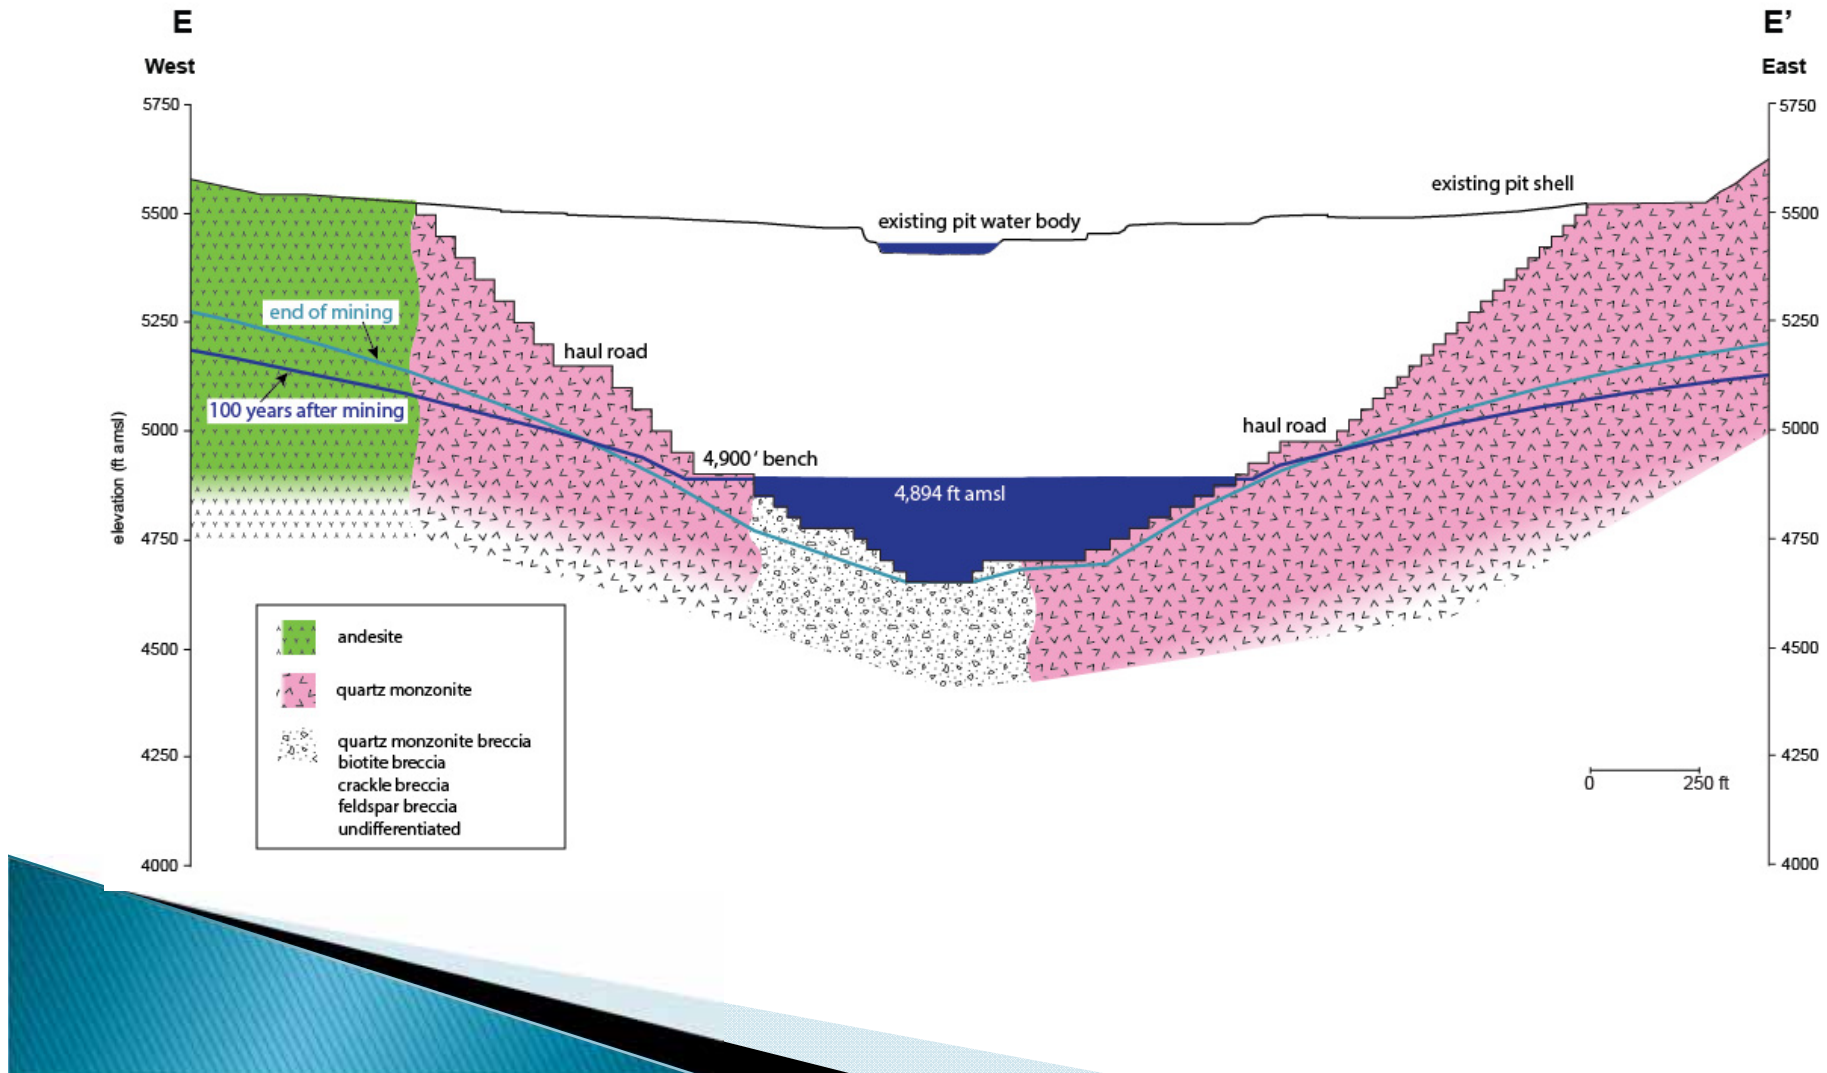 E
E’
West
East
5750
5750
existing pit shell
5500
existing pit water body
5500
end of mining
5250
5250
haul road
100 years after mining
haul road
5000
5000
4,900’ bench
4,894 ft amsl
elevation (ft amsl)
4750
4750
andesite
4500
4500
quartz monzonite
quartz monzonite breccia
biotite breccia
4250
4250
crackle breccia
0 250 ft
feldspar breccia
undifferentiated
4000
4000